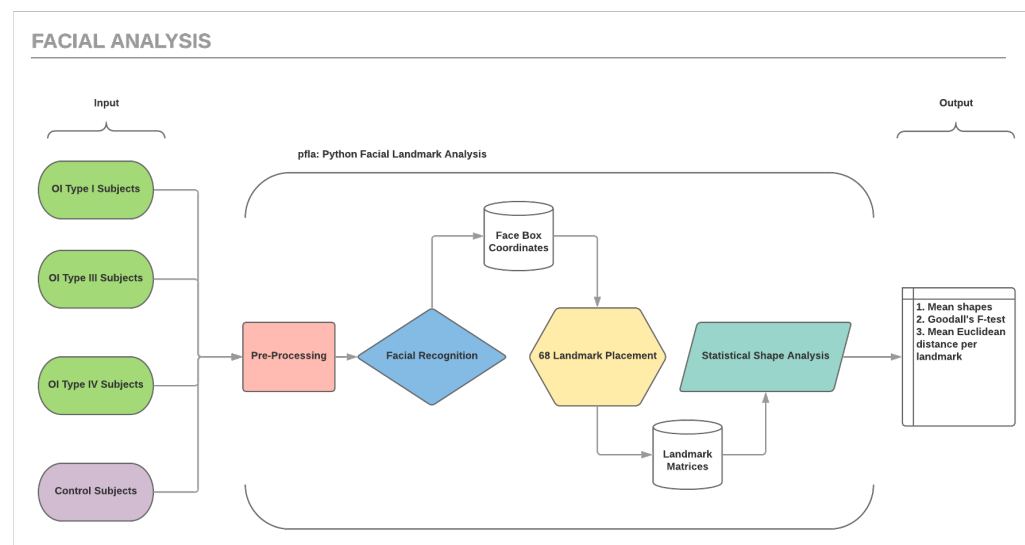 FACIAL ANALYSIS
Input
Output
pfla: Python Facial Landmark Analysis
OI Type I Subjects
Face Box
Coordinates
OI Type III Subjects
1. Mean shapes
2. Goodall's F-test
3. Mean Euclidean
distance per
landmark
Pre-Processing
Facial Recognition
68 Landmark Placement
Statistical Shape Analysis
OI Type IV Subjects
Landmark
Matrices
Control Subjects